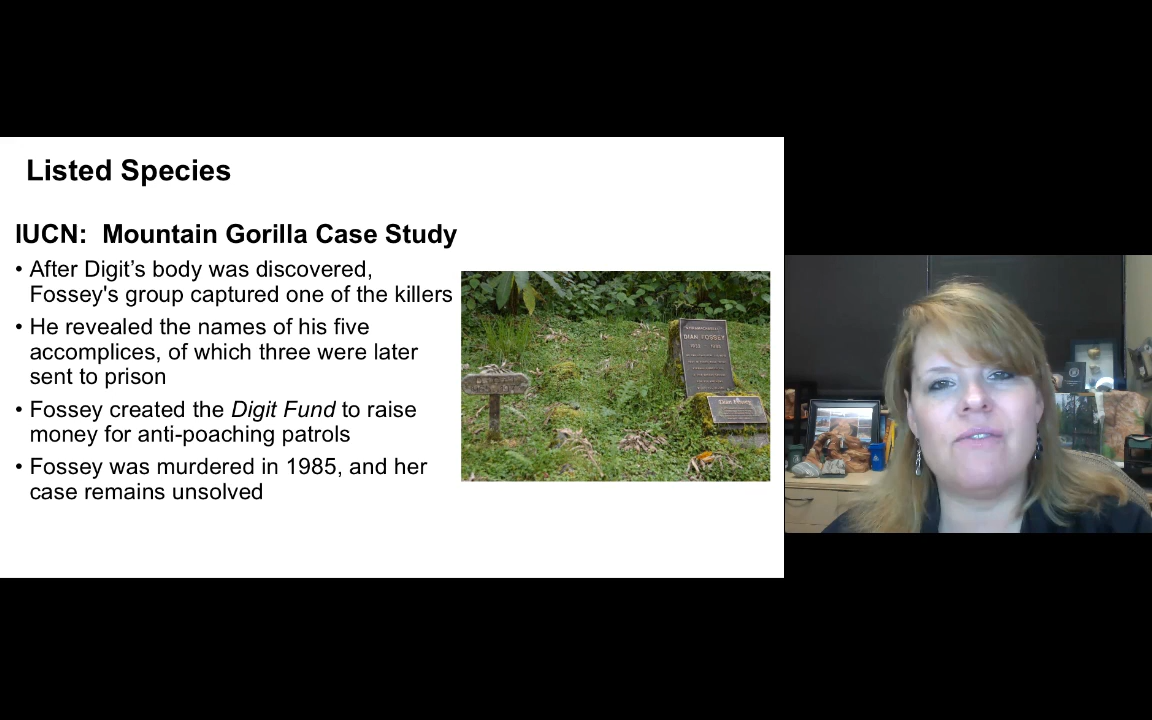 Listed Species
IUCN: Mountain Gorilla Case Study
• After Digit’s body was discovered,
Fossey's group captured one of the killers
• He revealed the names of his five
accomplices, of which three were later
sent to prison
• Fossey created the Digit Fund to raise
money for anti-poaching patrols
• Fossey was murdered in 1985, and her
case remains unsolved
DIAN FOSSEY